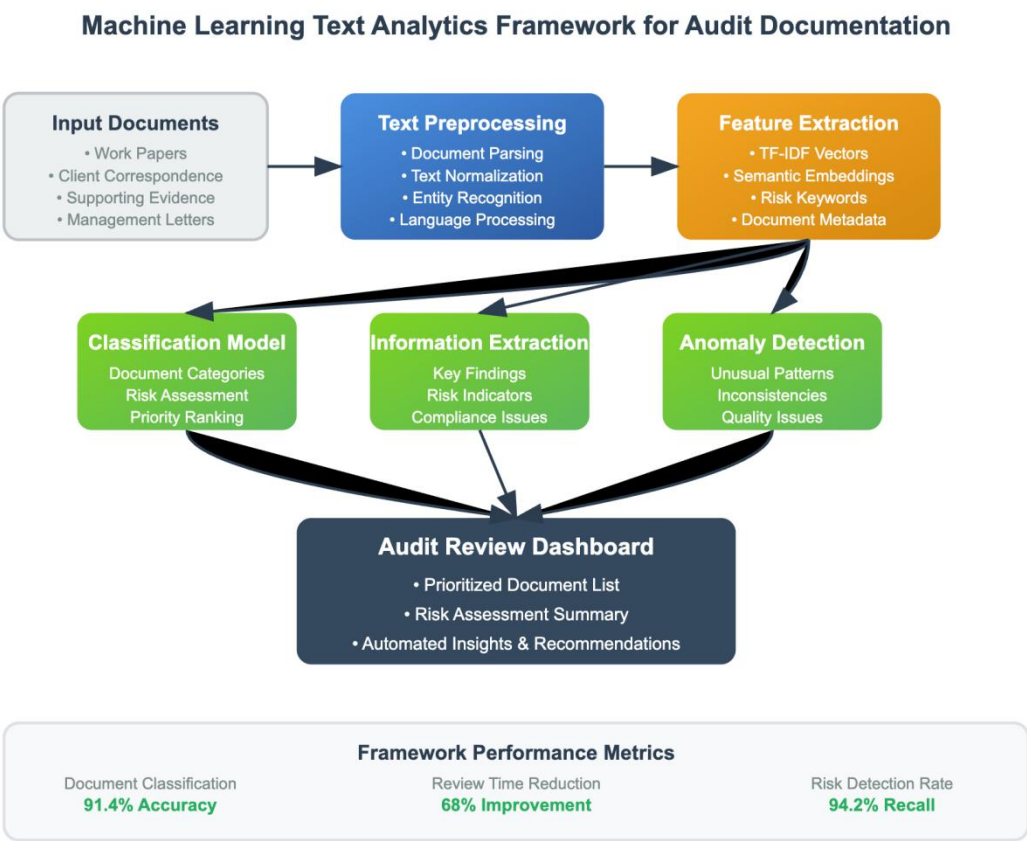 Machine Learning Text Analytics Framework for Audit Documentation
Input Documents
• Work Papers
• Client Correspondence
• Supporting Evidence
• Management Letters
Text Preprocessing
• Document Parsing
• Text Normalization
• Entity Recognition
• Language Processing
Feature Extraction
• TF-IDF Vectors
• Semantic Embeddings
• Risk Keywords
• Document Metadata
Classification Model
Document Categories
Risk Assessment
Priority Ranking
Information Extraction
Key Findings
Risk Indicators
Compliance Issues
Anomaly Detection
Unusual Patterns
Inconsistencies
Quality Issues
Audit Review Dashboard
• Prioritized Document List
• Risk Assessment Summary
• Automated Insights & Recommendations
Framework Performance Metrics
Document Classification
91.4% Accuracy
Review Time Reduction
68% Improvement
Risk Detection Rate
94.2% Recall